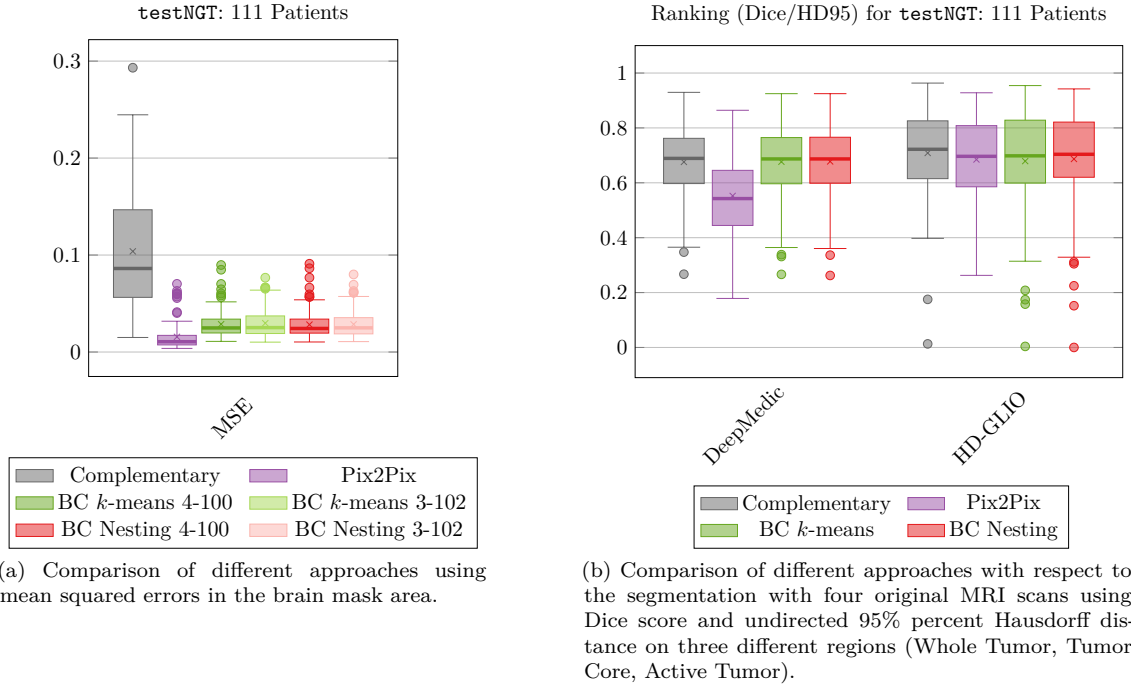 testNGT: 111 Patients
0.3
0.2
0.1
0
MSE
Complementary
Pix2Pix
BC k-means 4-100
BC k-means 3-102
BC Nesting 4-100
BC Nesting 3-102
a) Comparison of different approaches using
mean squared errors in the brain mask area.
Ranking (Dice/HD95) for testNGT: 111 Patients
1
0.8
0.6
0.4
0.2
0
DeepMedic
HD-GLIO
Complementary
Pix2Pix
BC k-means
BC Nesting
(b) Comparison of different approaches with respect to
the segmentation with four original MRI scans using
Dice score and undirected 95% percent Hausdorff dis-
tance on three different regions (Whole Tumor, Tumor
Core, Active Tumor).